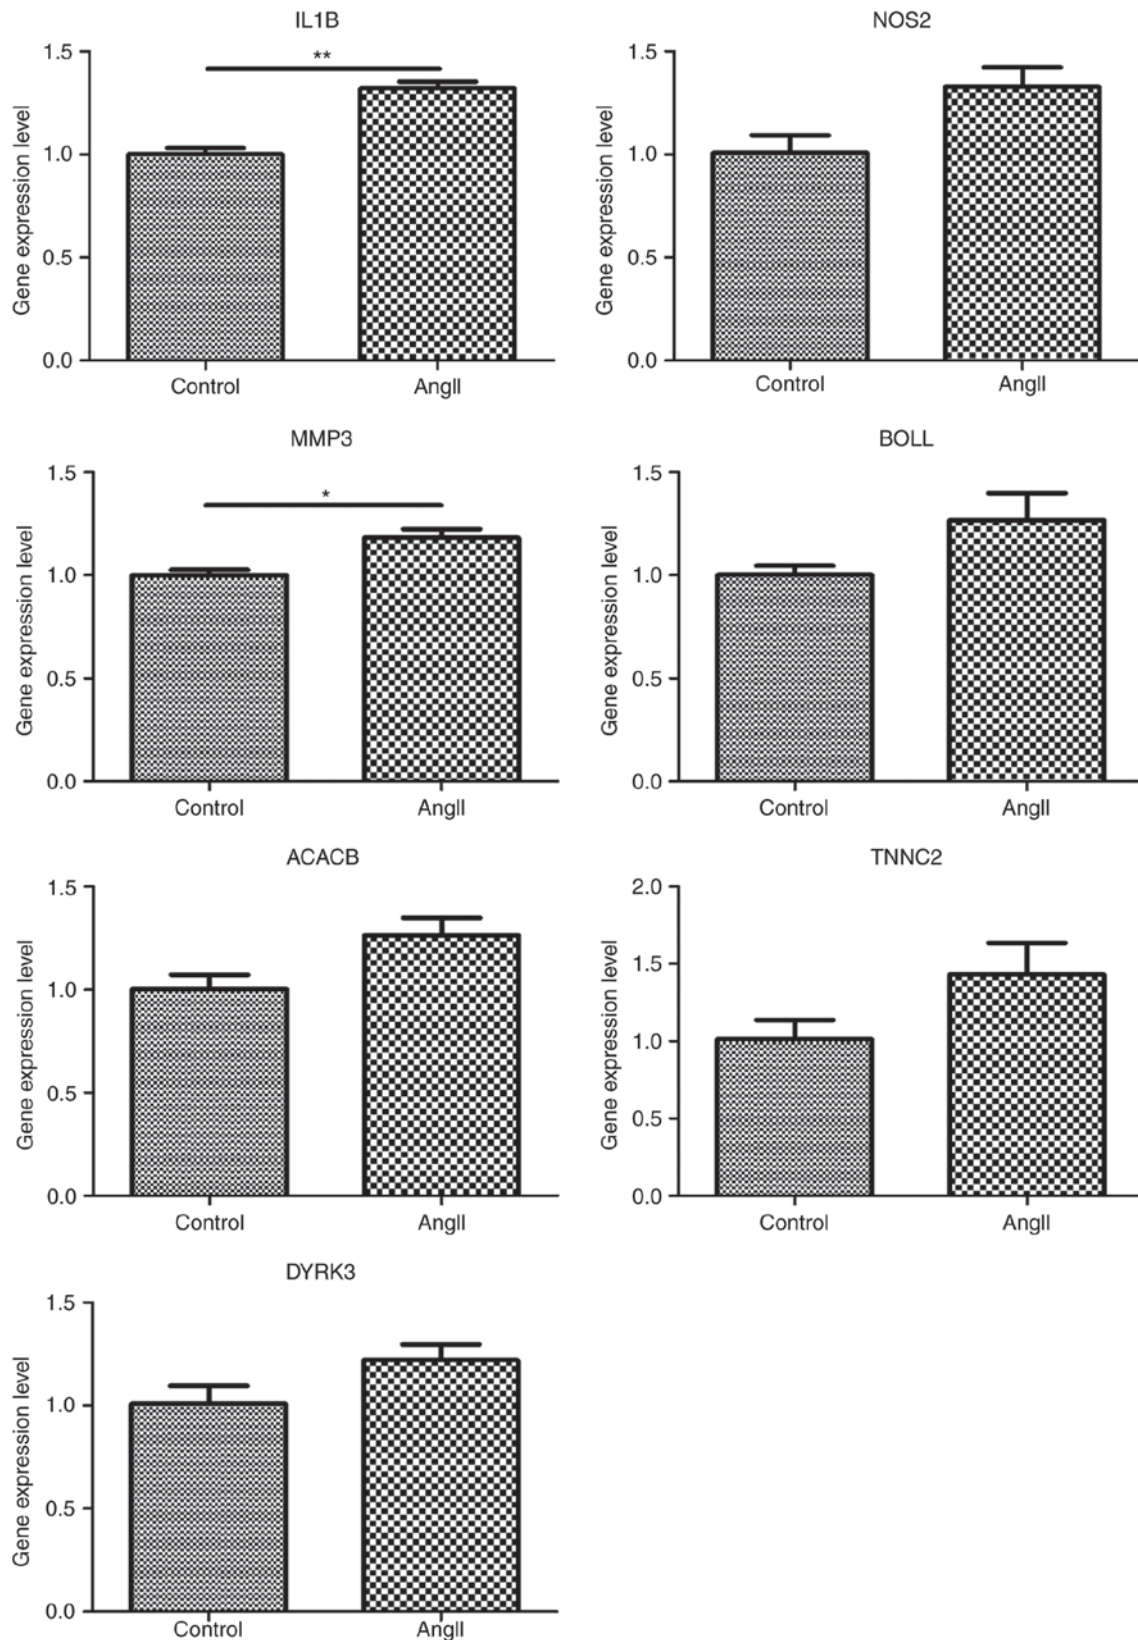 IL1B
**
Gene expression level
1.5
1.0
0.5
0.0
Control
AngII
NOS2
Gene expression level
1.5
1.0
0.5
0.0
Control
AngII
MMP3
*
Gene expression level
1.5
1.0
0.5
0.0
Control
AngII
BOLL
Gene expression level
1.5
1.0
0.5
0.0
Control
AngII
ACACB
Gene expression level
1.5
1.0
0.5
0.0
Control
AngII
TNNC2
Gene expression level
2.0
1.5
1.0
0.5
0.0
Control
AngII
DYRK3
Gene expression level
1.5
1.0
0.5
0.0
Control
AngII